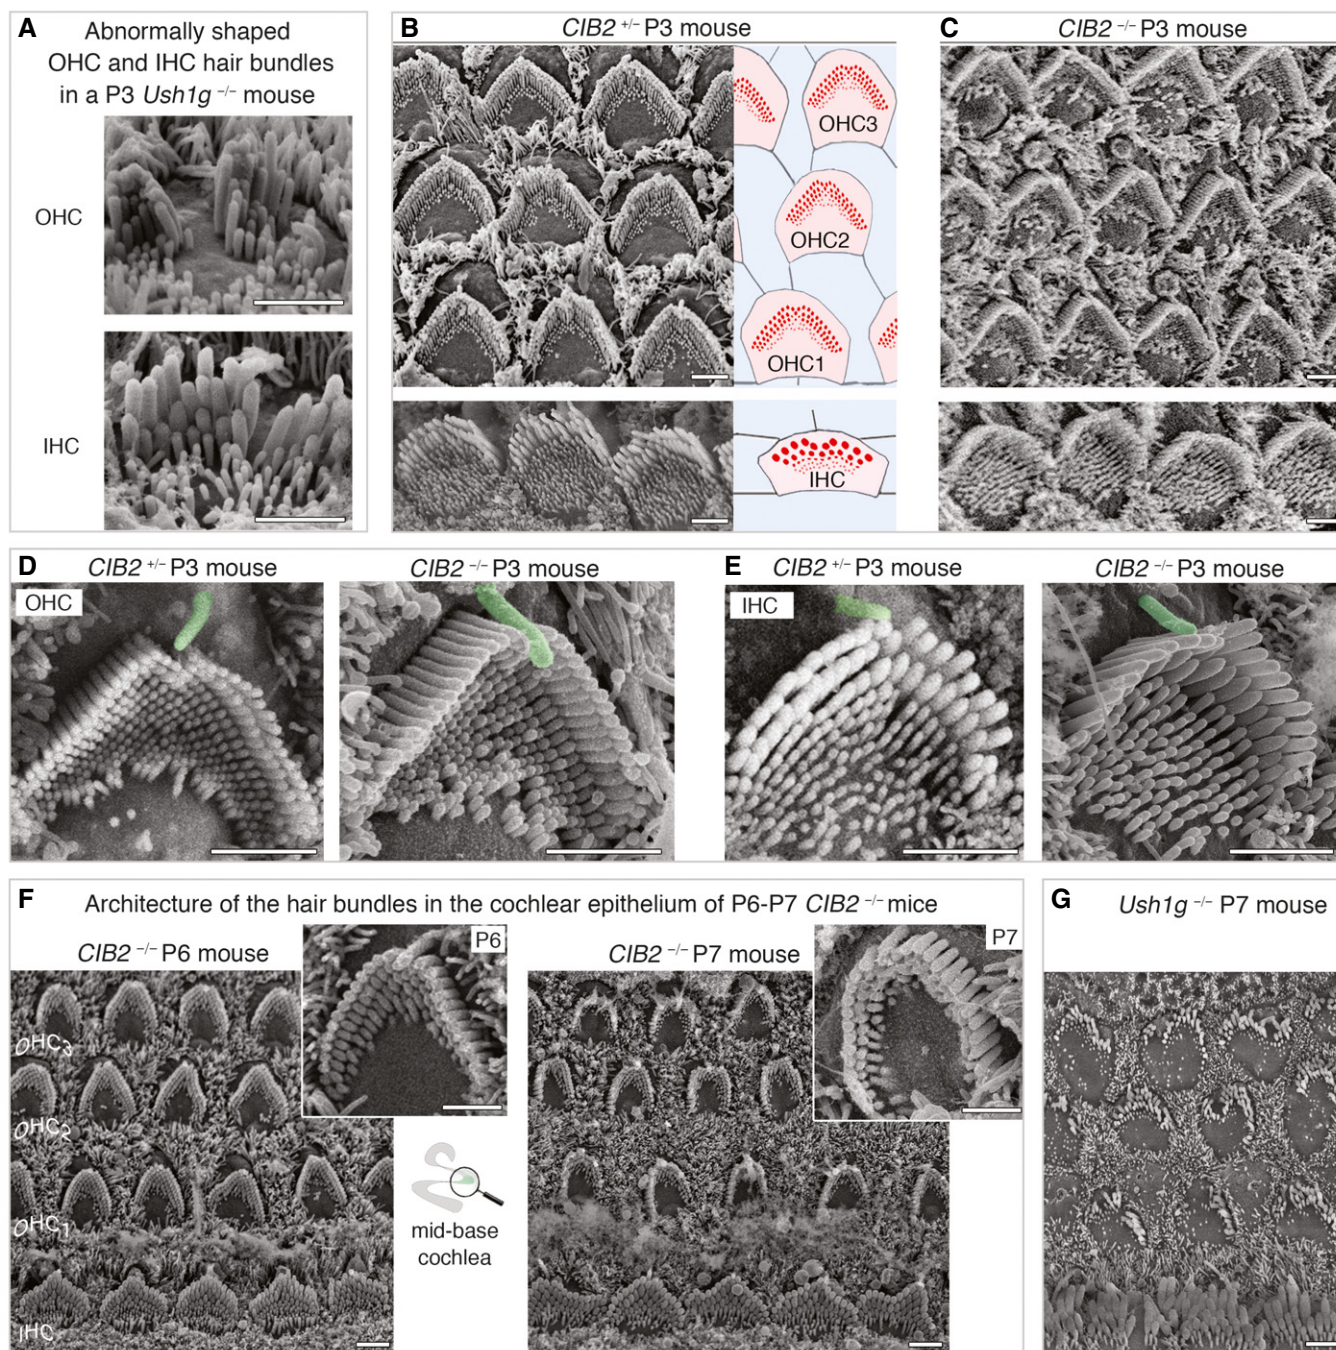 A
Abnormally shaped
OHC and IHC hair bundles
in a P3 Ush1g −/− mouse
OHC
IHC
B
CIB2 +/− P3 mouse
OHC3
OHC2
OHC1
IHC
C
CIB2 −/− P3 mouse
D
CIB2 +/− P3 mouse
OHC
CIB2 −/− P3 mouse
E
CIB2 +/− P3 mouse
IHC
CIB2 −/− P3 mouse
F
Architecture of the hair bundles in the cochlear epithelium of P6-P7 CIB2 −/− mice
CIB2 −/− P6 mouse
P6
OHC3
OHC2
OHC1
IHC
mid-base
cochlea
CIB2 −/− P7 mouse
P7
G
Ush1g −/− P7 mouse